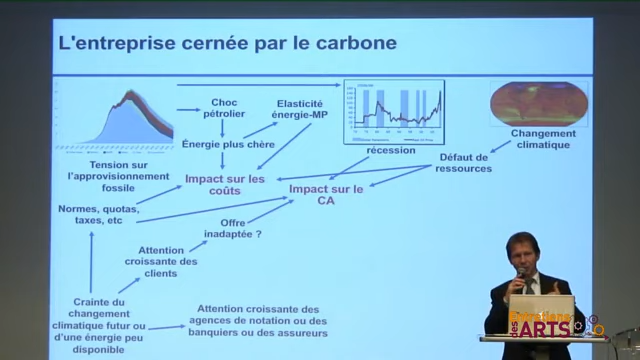 L'entreprise cernée par le carbone
Choc
pétrolier
Elasticité
énergie-MP
Énergie plus chère
récession
Changement
climatique
Défaut de
ressources
Tension sur
l'approvisionnement
fossile
Impact sur les
coûts
Impact sur le
CA
Normes, quotas,
taxes, etc
Offre
inadaptée ?
Attention
croissante des
clients
Crainte du
changement
climatique futur ou
d'une énergie peu
disponible
Attention croissante des
agences de notation ou des
banquiers ou des assureurs
Entretiens
des ARTS